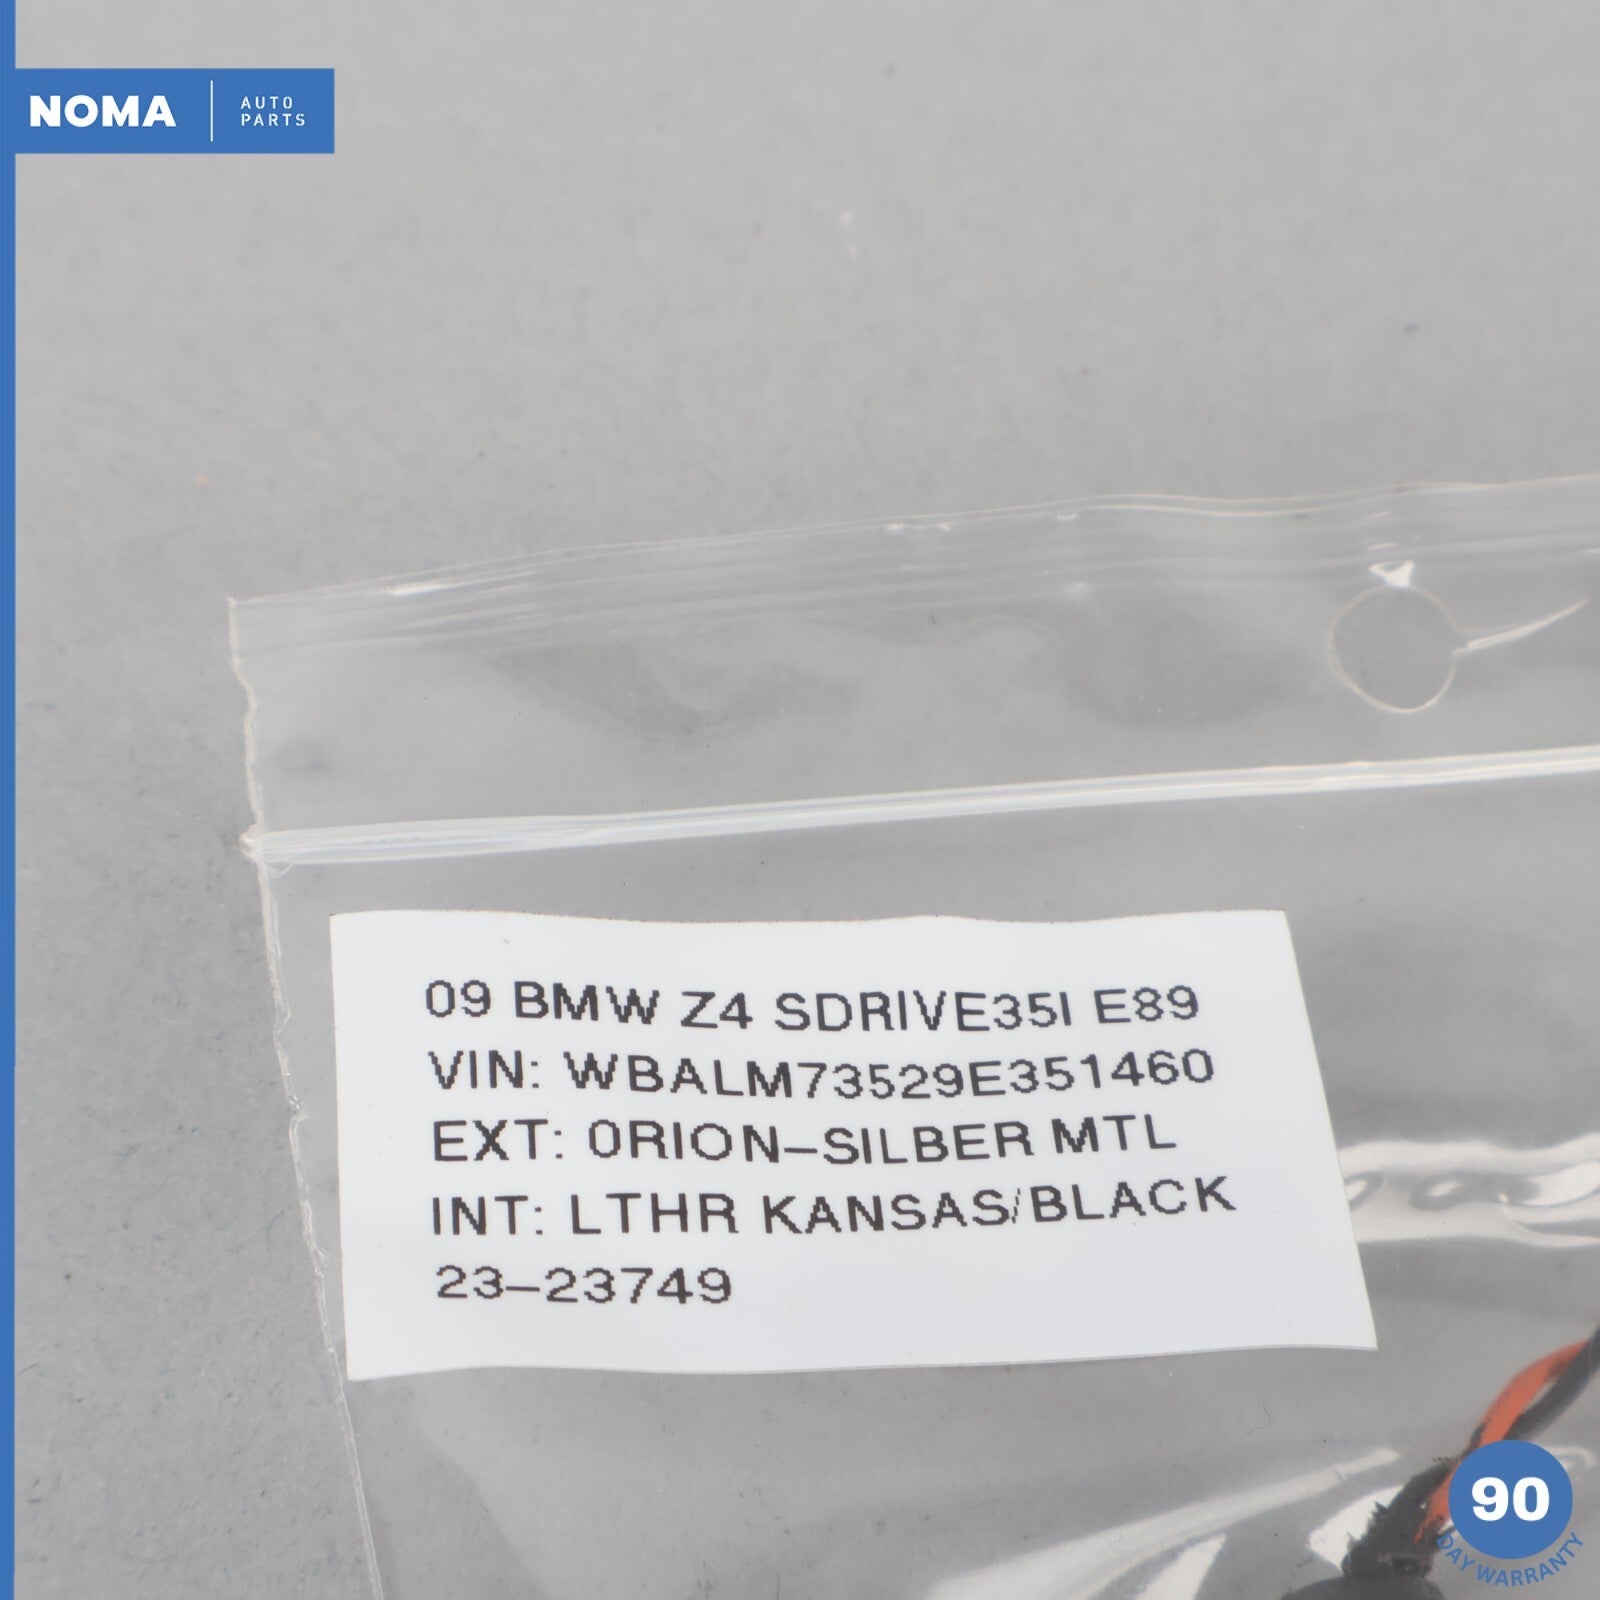 NOMA
AUTO
PARTS
09 BMW Z4 SDRIVE35I E89
VIN: WBALM73529E351460
EXT: 0RION-SILBER MTL
INT: LTHR KANSAS/BLACK
23-23749
90
DAY WARRANTY